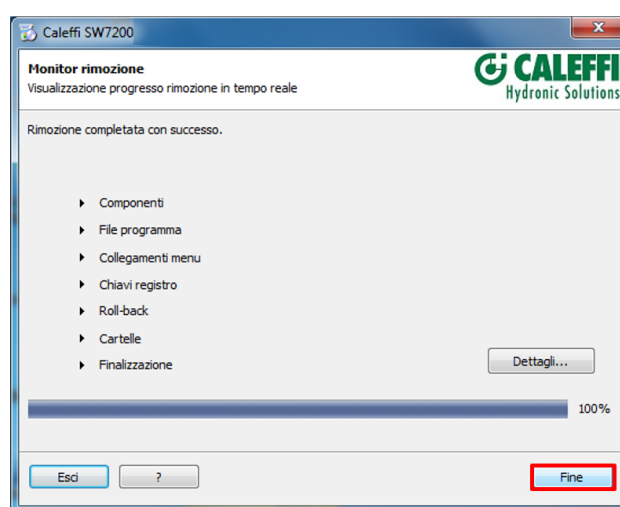 Caleffi SW7200
Monitor rimozione
Visualizzazione progresso rimozione in tempo reale
CALEFFI
Hydronic Solutions
Rimozione completata con successo.
Componenti
File programma
Collegamenti menu
Chiavi registro
Roll-back
Cartelle
Finalizzazione
Dettagli...
100%
Esci
?
Fine